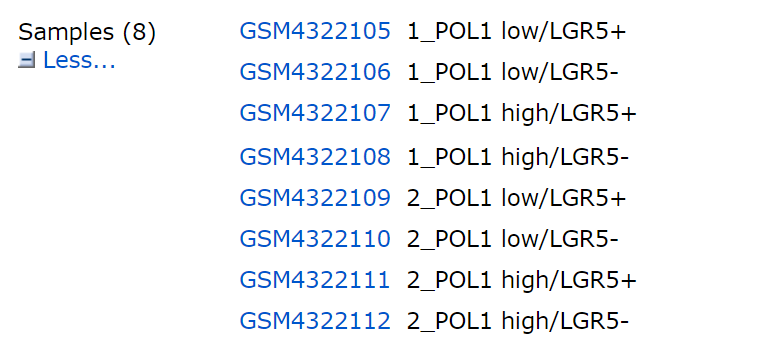 Samples (8)
Less...
GSM4322105 1_POL1 low/LGR5+
GSM4322106 1_POL1 low/LGR5-
GSM4322107 1_POL1 high/LGR5+
GSM4322108 1_POL1 high/LGR5-
GSM4322109 2_POL1 low/LGR5+
GSM4322110 2_POL1 low/LGR5-
GSM4322111 2_POL1 high/LGR5+
GSM4322112 2_POL1 high/LGR5-